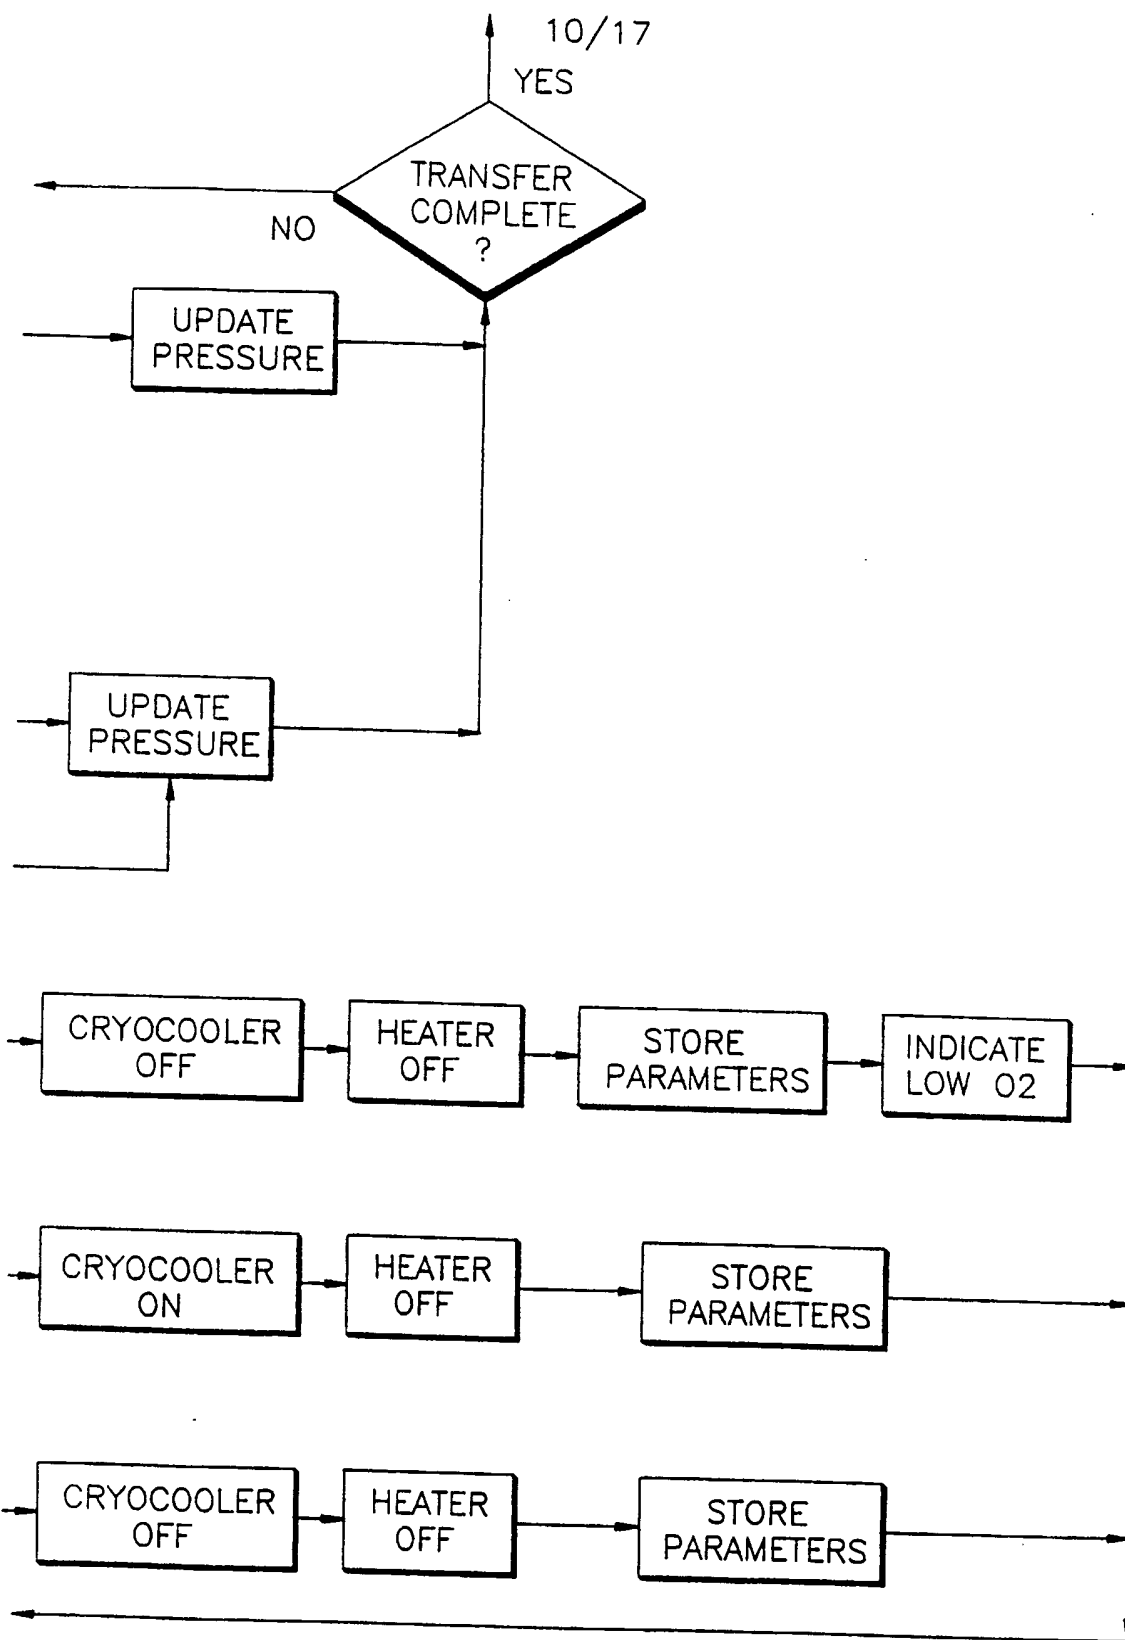 10/17
YES
TRANSFER
COMPLETE
?
NO
UPDATE
PRESSURE
UPDATE
PRESSURE
CRYOCOOLER
OFF
HEATER
OFF
STORE
PARAMETERS
INDICATE
LOW O2
CRYOCOOLER
ON
HEATER
OFF
STORE
PARAMETERS
CRYOCOOLER
OFF
HEATER
OFF
STORE
PARAMETERS